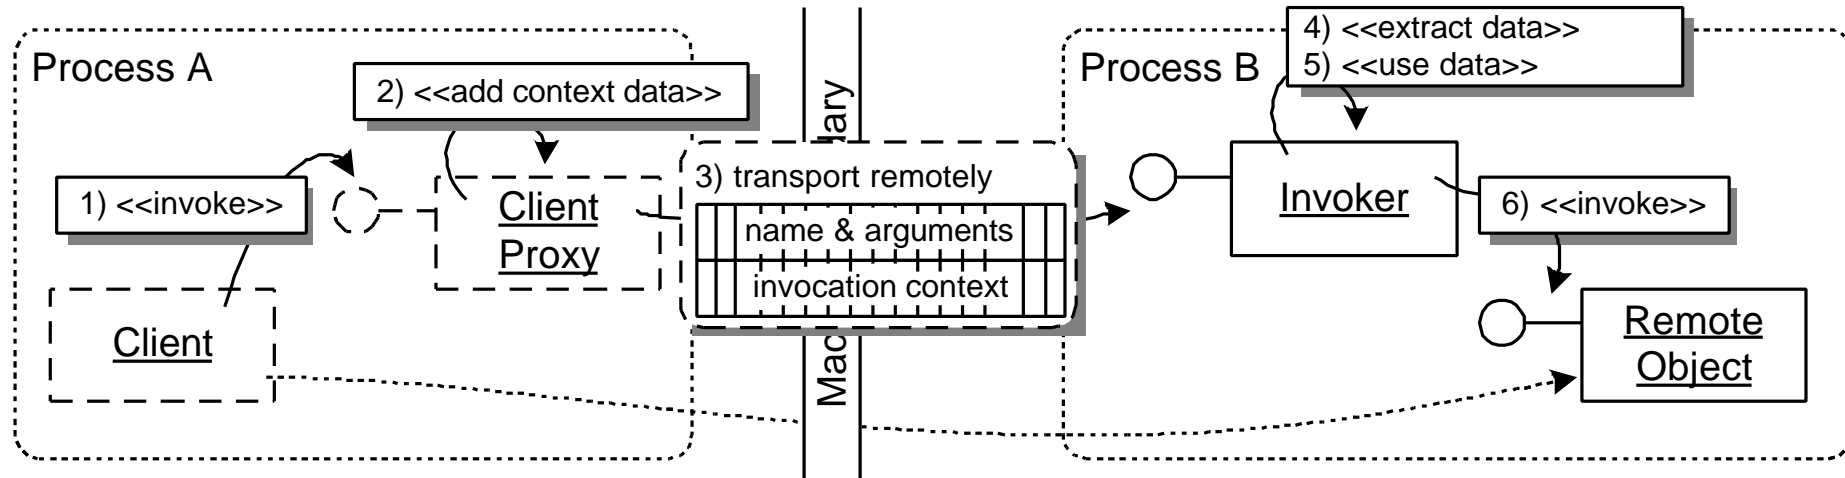 Process A
2) <<add context data>>
1) <<invoke>>
Client
Client
Proxy
3) transport remotely
name & arguments
invocation context
Process B
4) <<extract data>>
5) <<use data>>
Invoker
6) <<invoke>>
Remote
Object